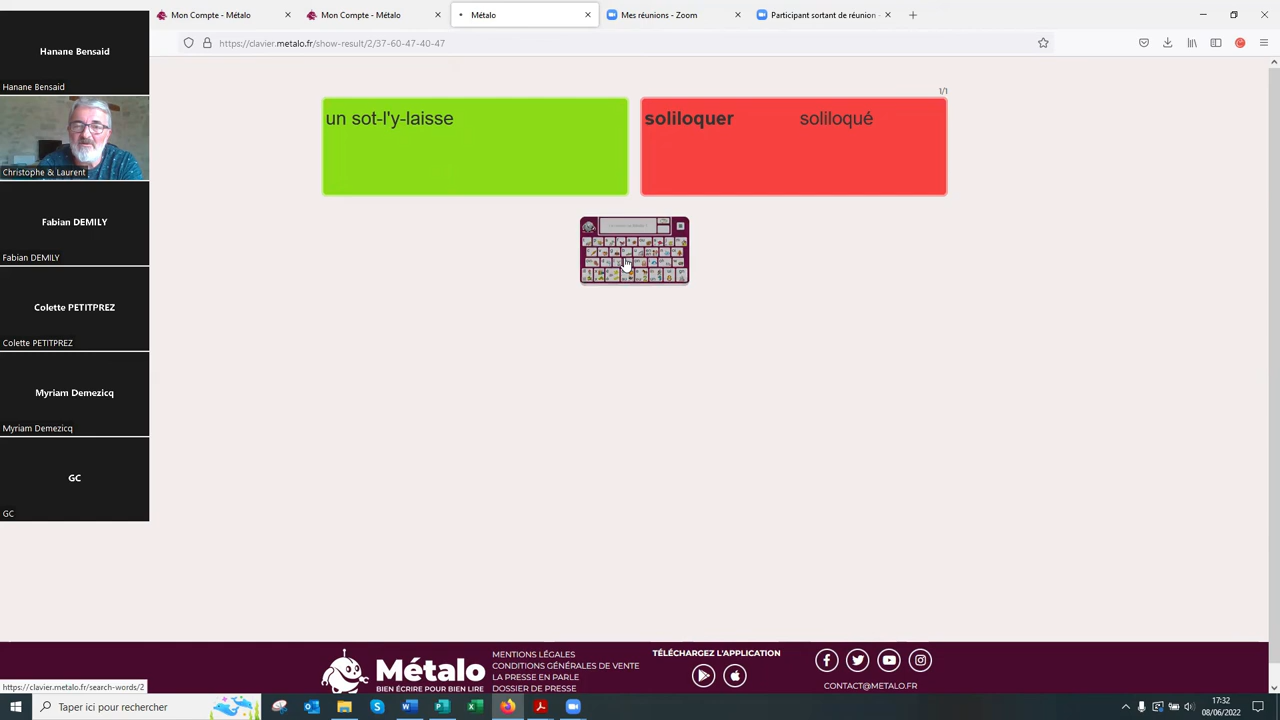 Mon Compte - Métalo
Mon Compte - Métalo
Métalo
Mes réunions - Zoom
Participant sortant de réunion
https://clavier.metalo.fr/show-result/2/37-60-47-40-47
Hanane Bensaid
Hanane Bensaid
Christophe & Laurent
Fabian DEMILY
Fabian DEMILY
Colette PETITPREZ
Colette PETITPREZ
Myriam Demezicq
Myriam Demezicq
GC
GC
1/1
un sot-l'y-laisse
soliloquer soliloqué
Métalo
BIEN ÉCRIRE POUR BIEN LIRE
MENTIONS LÉGALES
CONDITIONS GÉNÉRALES DE VENTE
LA PRESSE EN PARLE
DOSSIER DE PRESSE
TÉLÉCHARGEZ L'APPLICATION
CONTACT@METALO.FR
https://clavier.metalo.fr/search-words/2
Taper ici pour rechercher
17:32
08/06/2022